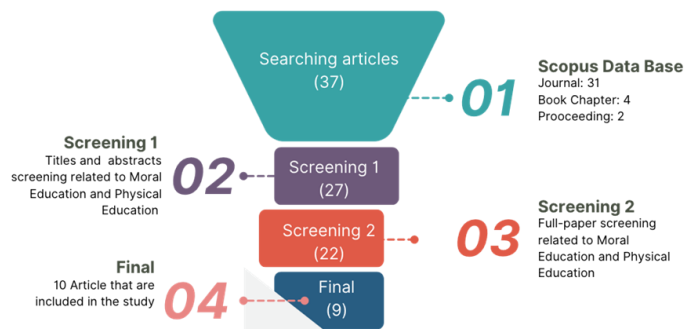 Searching articles
(37)
01
Scopus Data Base
Journal: 31
Book Chapter: 4
Prooceeding: 2
Screening 1
Titles and abstracts
screening related to Moral
Education and Physical
Education
02
Screening 1
(27)
Screening 2
(22)
03
Screening 2
Full-paper screening
related to Moral
Education and Physical
Education
Final
10 Article that are
included in the study
04
Final
(9)